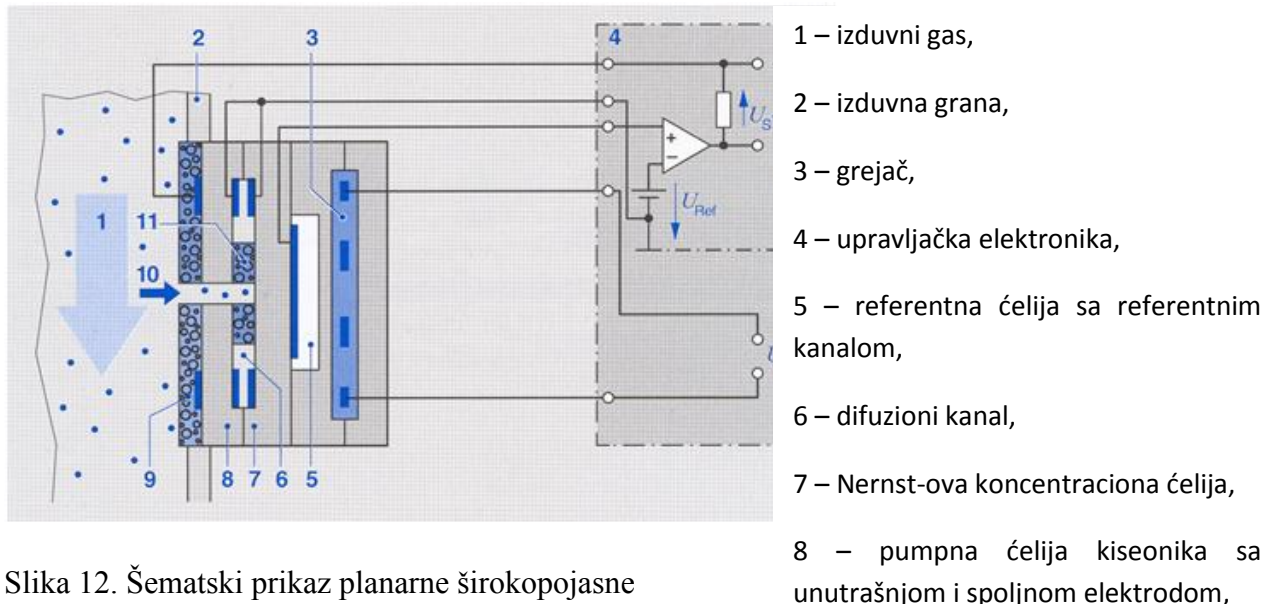 2
3
4
1
11
10
9
8
7
6
5
+
−
U_S
U_Ref
1 – izduvni gas,
2 – izduvna grana,
3 – grejač,
4 – upravljačka elektronika,
5 – referentna ćelija sa referentnim
kanalom,
6 – difuzioni kanal,
7 – Nernst-ova koncentraciona ćelija,
8 – pumpna ćelija kiseonika sa
unutrašnjom i spoljnom elektrodom,
Slika 12. Šematski prikaz planarne širokopojasne